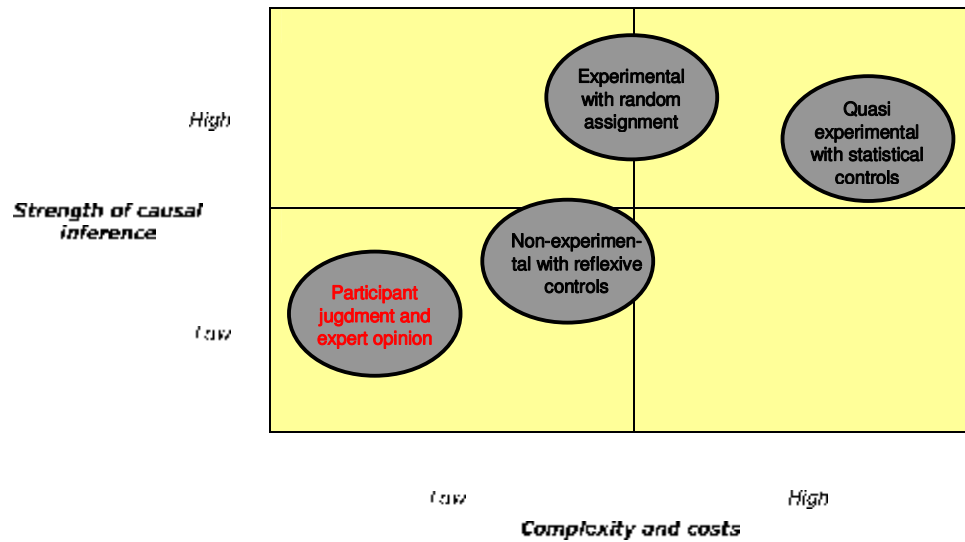 Experimental
with random
assignment
Quasi
experimental
with statistical
controls
High
Strength of causal
inference
Non-experimen-
tal with reflexive
controls
Participant
jugdment and
expert opinion
Low
Low
High
Complexity and costs